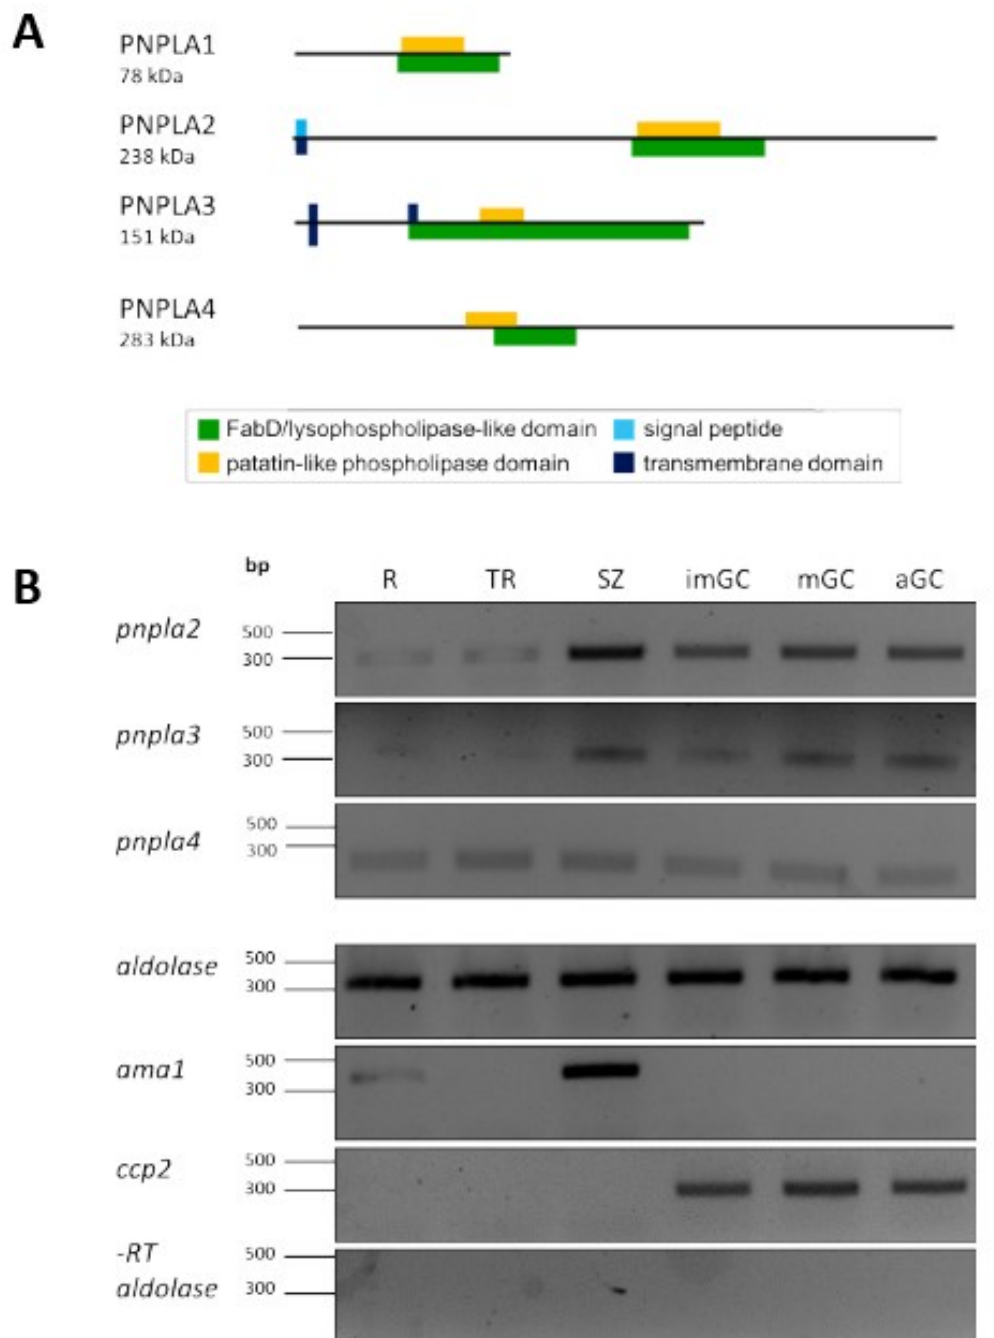 A
PNPLA1
78 kDa
PNPLA2
238 kDa
PNPLA3
151 kDa
PNPLA4
283 kDa
FabD/lysophospholipase-like domain
signal peptide
patatin-like phospholipase domain
transmembrane domain
B
bp R TR SZ imGC mGC aGC
pnpla2 500
300
pnpla3 500
300
pnpla4 500
300
aldolase 500
300
ama1 500
300
ccp2 500
300
-RT 500
aldolase 300